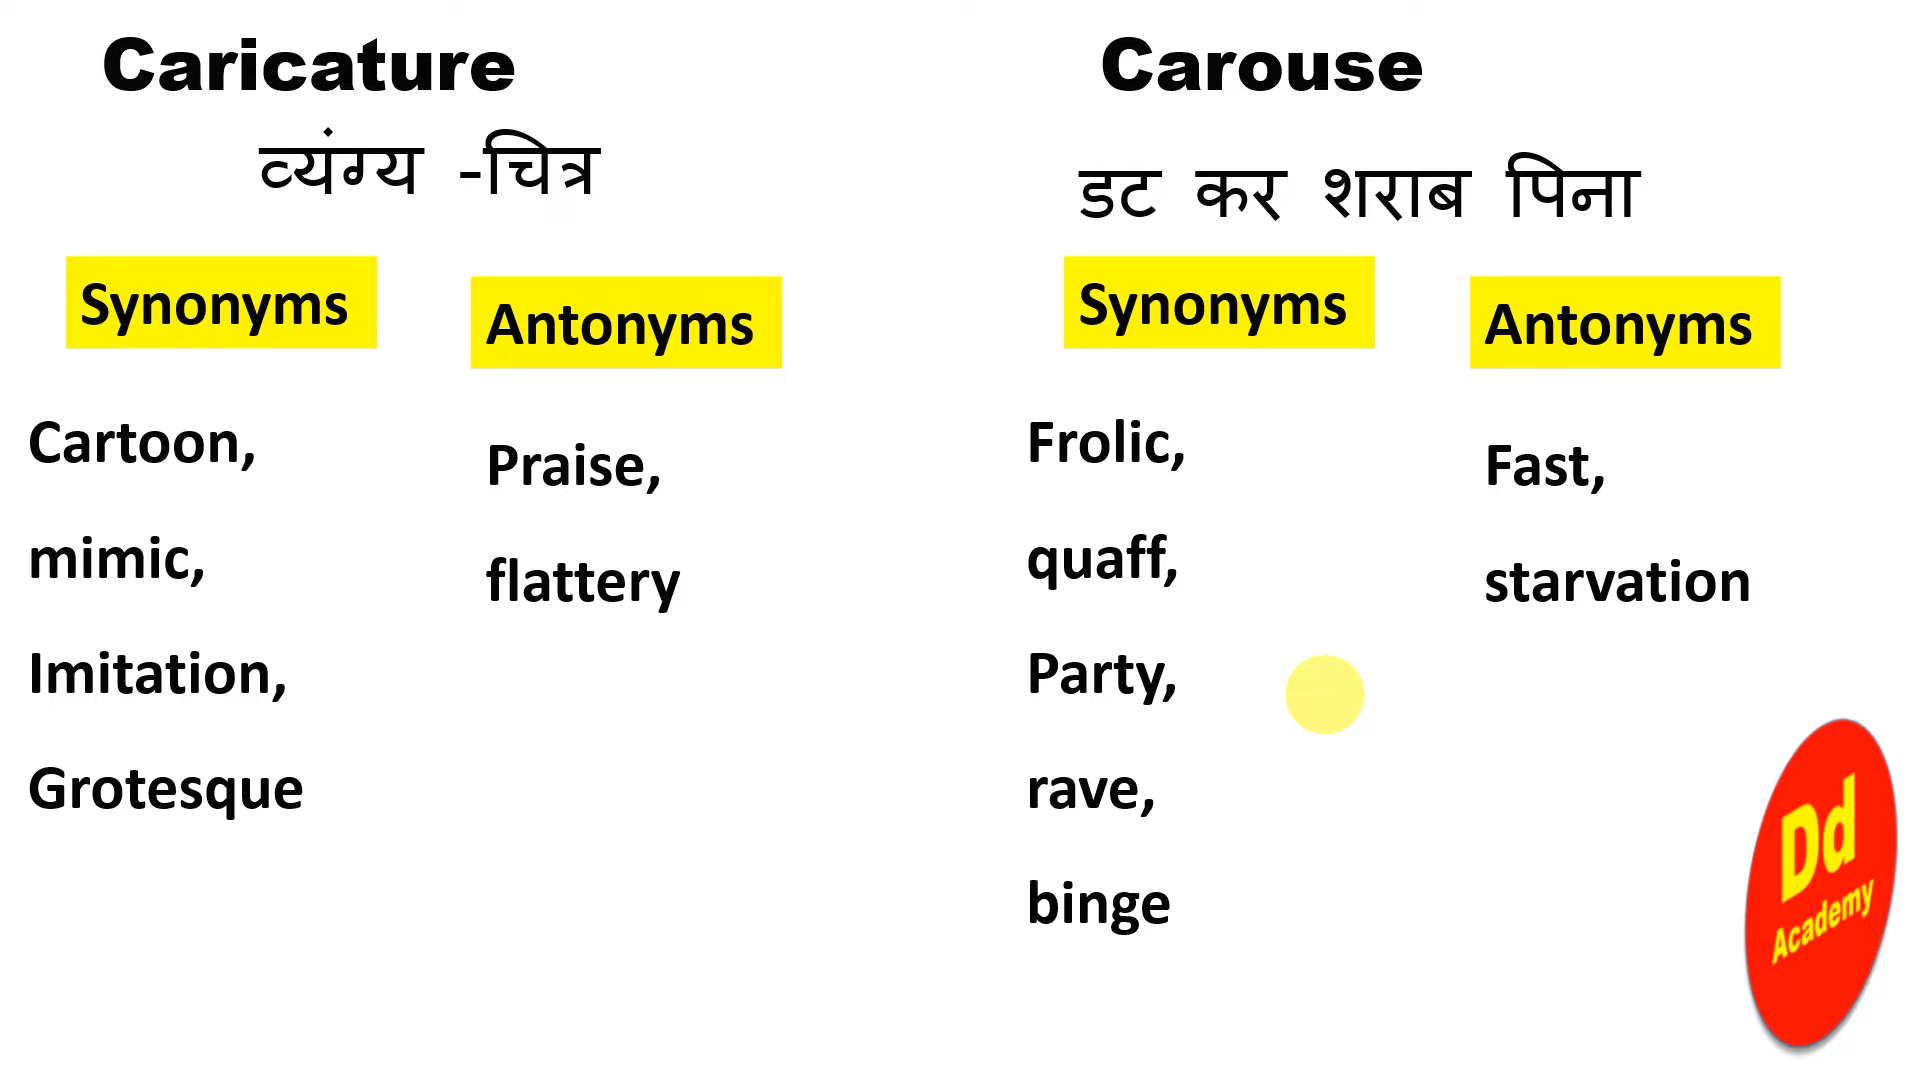 Caricature
व्यंग्य -चित्र
Synonyms
Antonyms
Cartoon,
mimic,
Imitation,
Grotesque
Praise,
flattery
Carouse
डट कर शराब पिना
Synonyms
Antonyms
Frolic,
quaff,
Party,
rave,
binge
Fast,
starvation
Dd
Academy